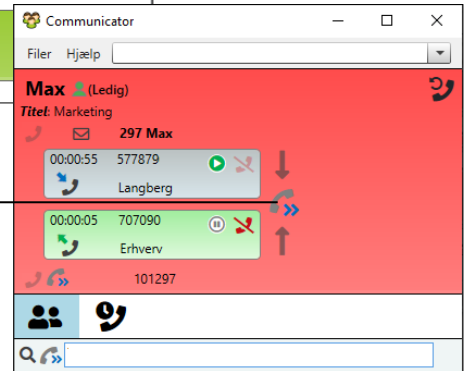 Communicator
Filer Hjælp
Max (Ledig)
Titel: Marketing
297 Max
00:00:55 577879
Langberg
00:00:05 707090
Erhverv
101297